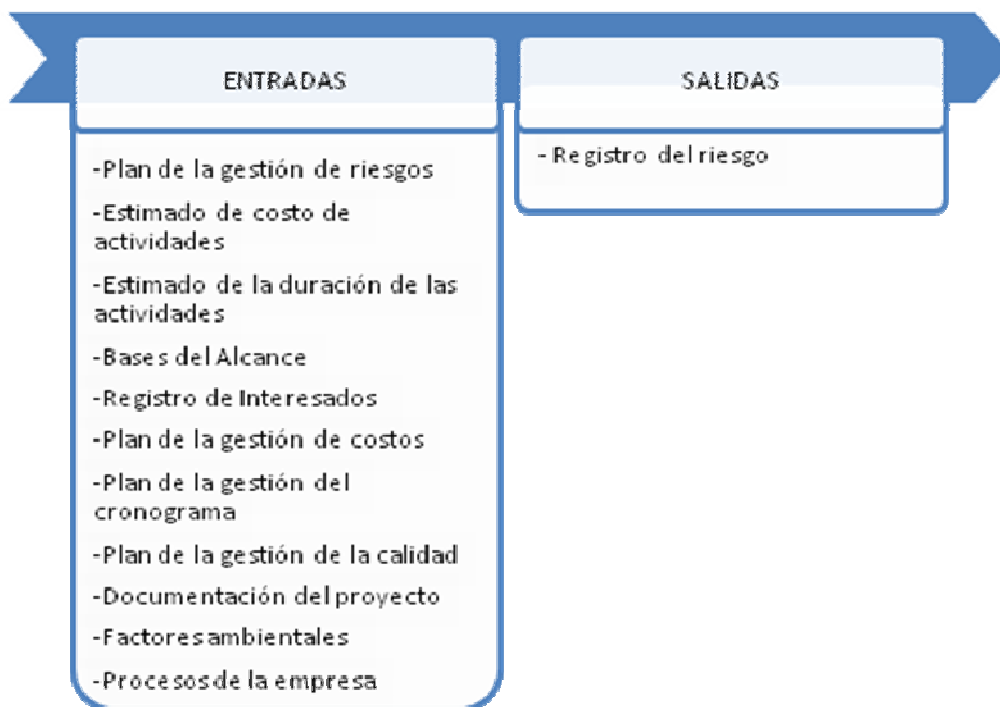 ENTRADAS
-Plan de la gestión de riesgos
-Estimado de costo de
actividades
-Estimado de la duración de las
actividades
-Bases del Alcance
-Registro de Interesados
-Plan de la gestión de costos
-Plan de la gestión del
cronograma
-Plan de la gestión de la calidad
-Documentación del proyecto
-Factores ambientales
-Procesos de la empresa
SALIDAS
- Registro del riesgo